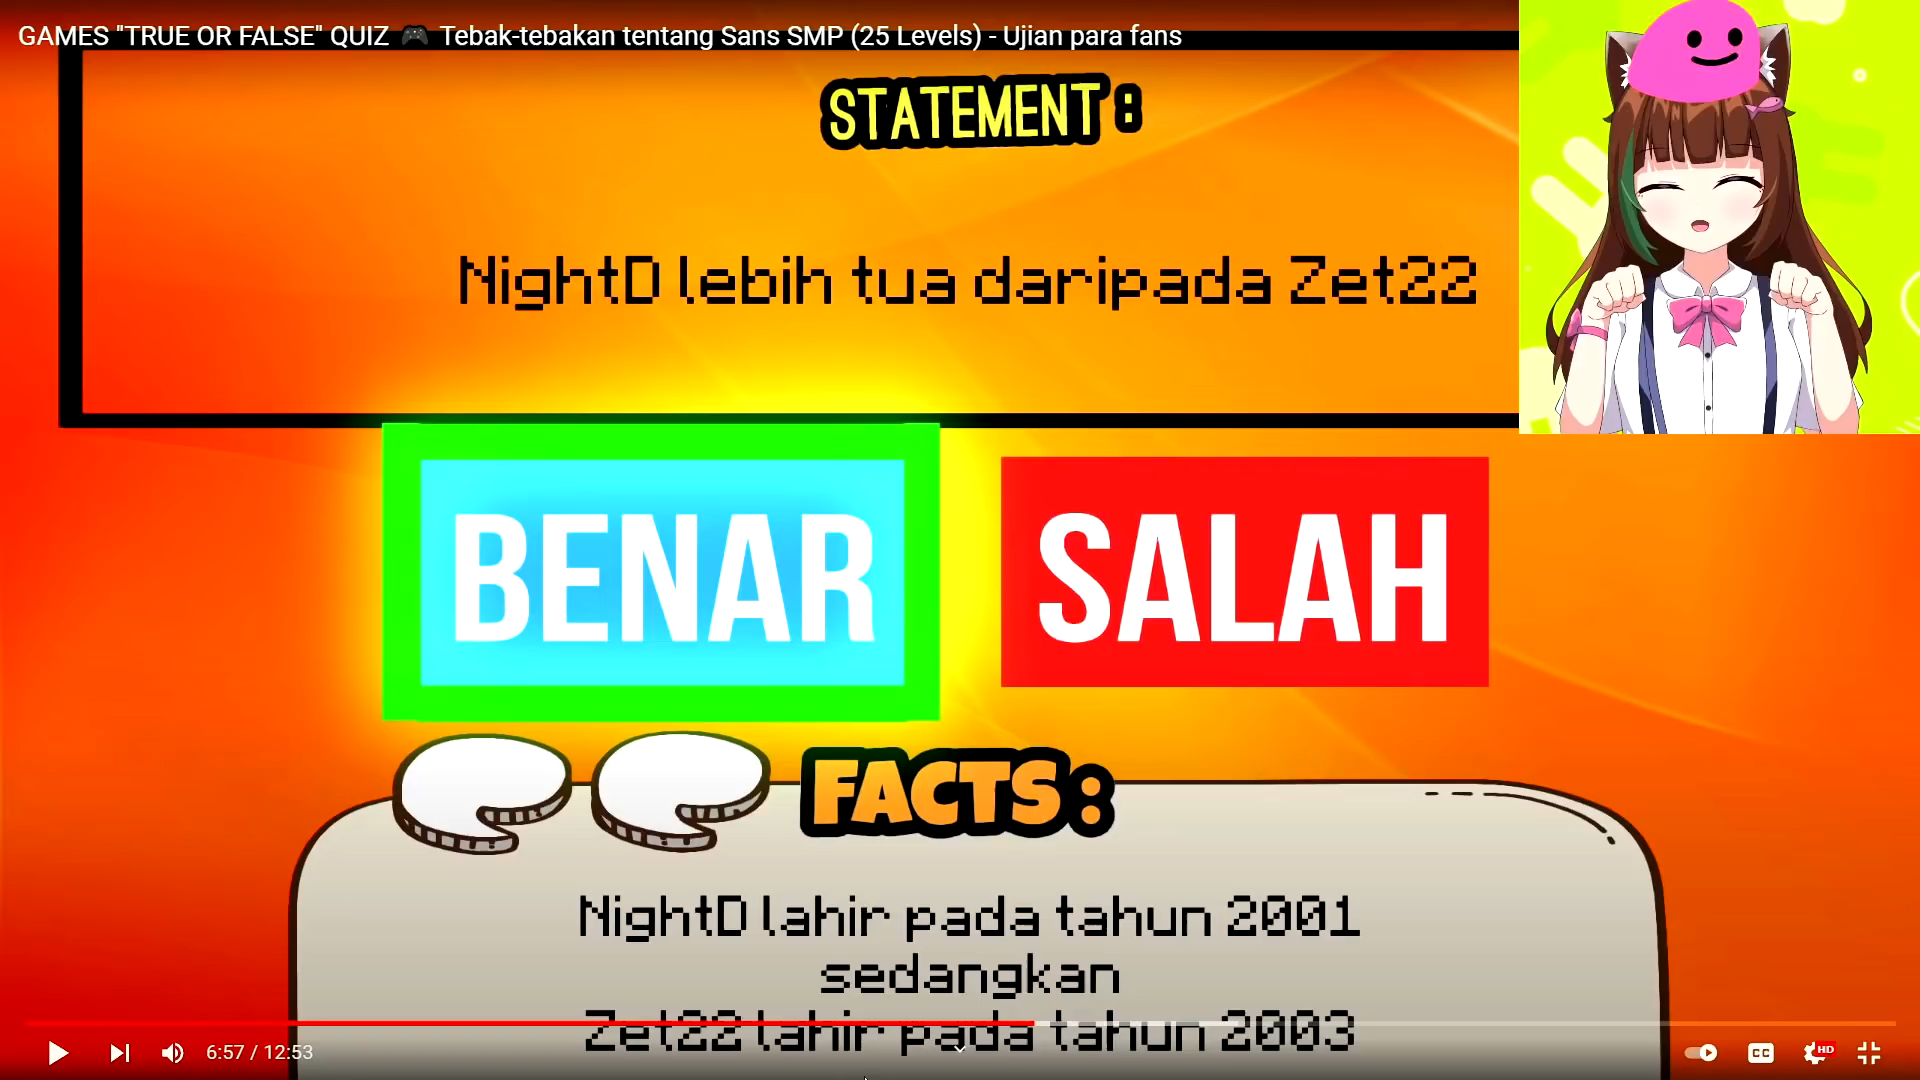 GAMES "TRUE OR FALSE" QUIZ 🎮 Tebak-tebakan tentang Sans SMP (25 Levels) - Ujian para fans
STATEMENT :
NightD lebih tua daripada Zet22
BENAR
SALAH
FACTS :
NightD lahir pada tahun 2001
sedangkan
Zet22 lahir pada tahun 2003
6:57 / 12:53
CC
HD